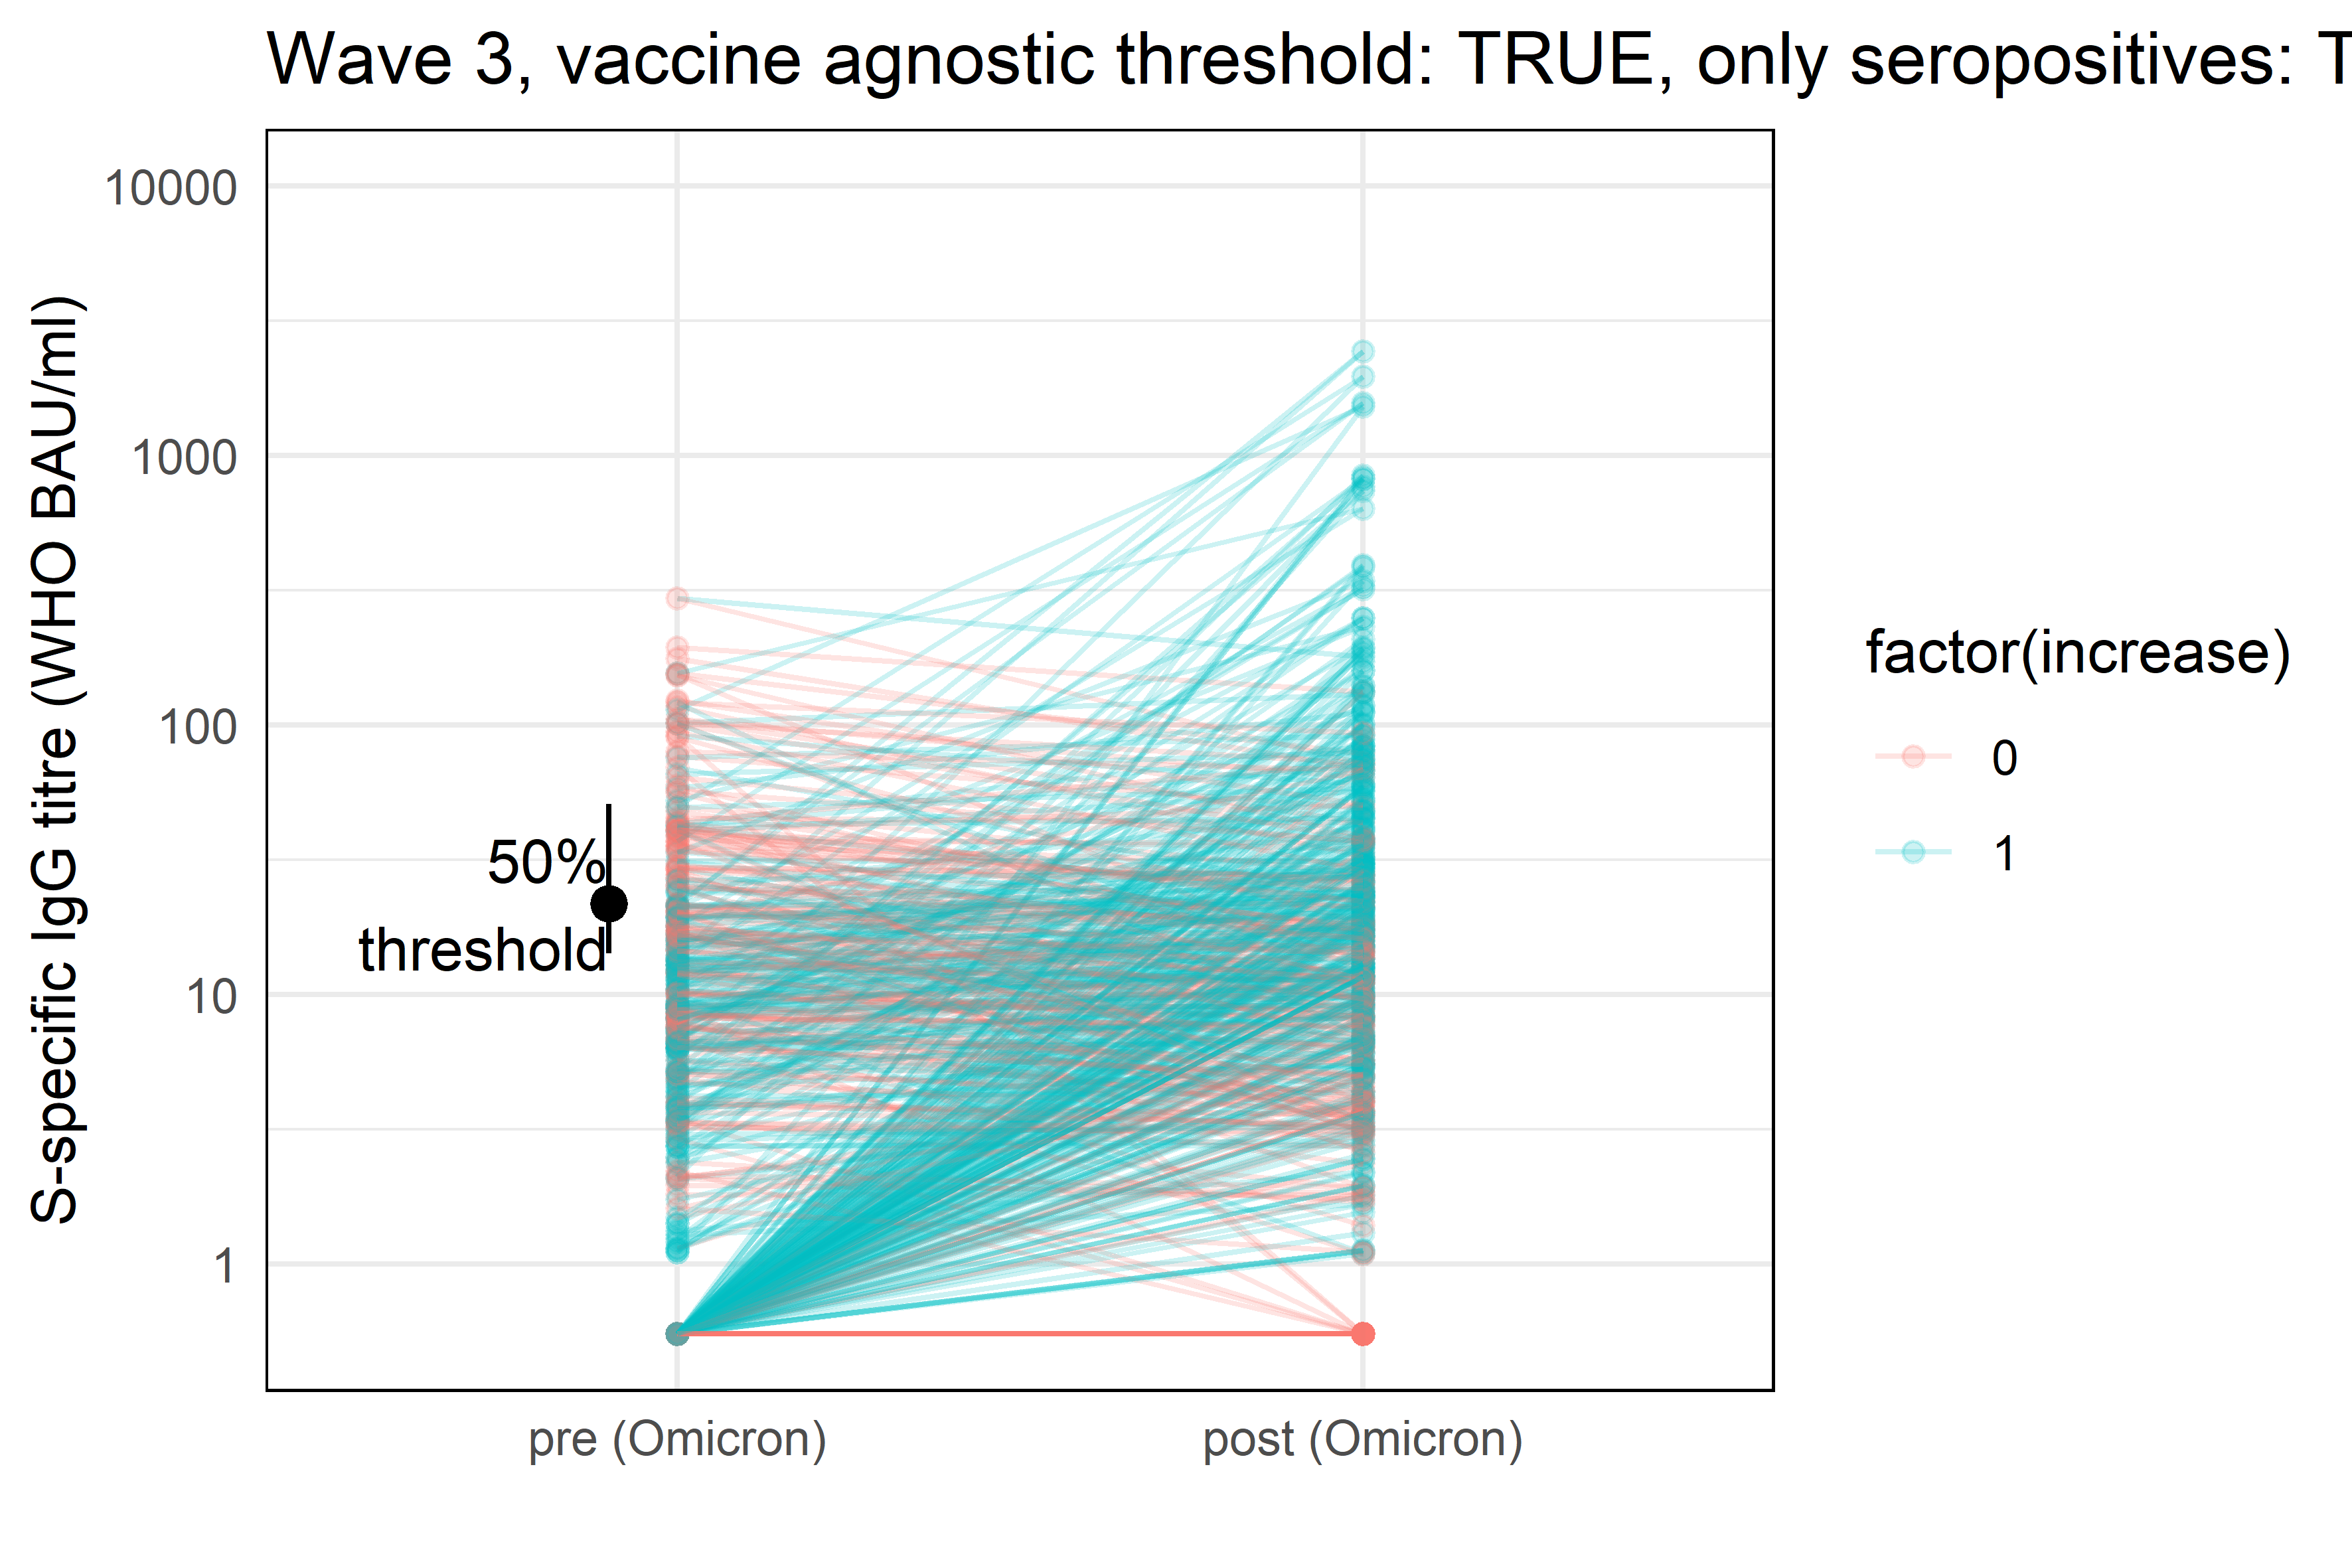 Wave 3, vaccine agnostic threshold: TRUE, only seropositives: T
S-specific IgG titre (WHO BAU/ml)
10000
1000
100
10
1
50%
threshold
pre (Omicron)
post (Omicron)
factor(increase)
0
1